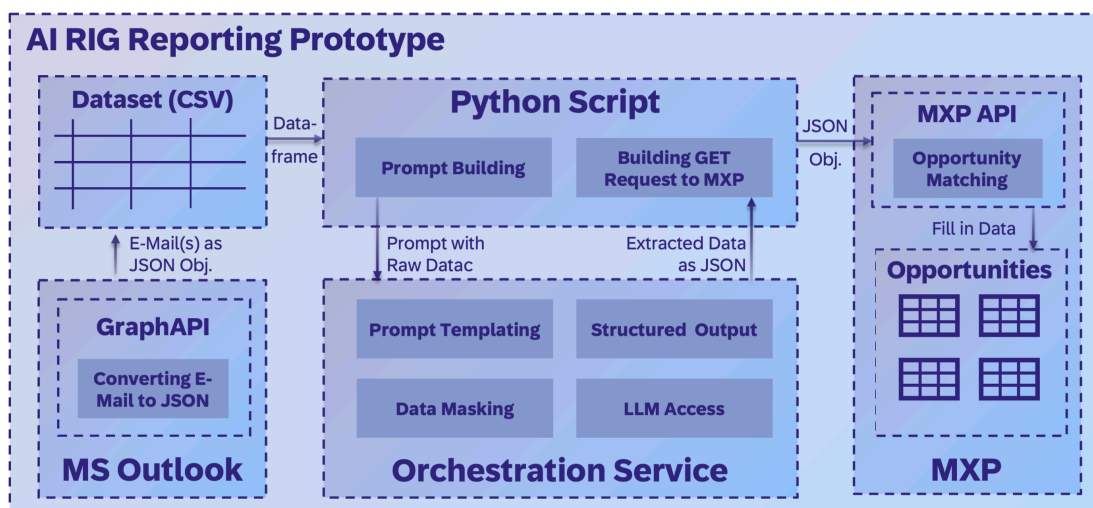 AI RIG Reporting Prototype
Dataset (CSV)
Data-
frame
Python Script
Prompt Building
Building GET
Request to MXP
JSON
Obj.
MXP API
Opportunity
Matching
E-Mail(s) as
JSON Obj.
Prompt with
Raw Datac
Extracted Data
as JSON
Fill in Data
GraphAPI
Converting E-
Mail to JSON
MS Outlook
Prompt Templating
Structured Output
Data Masking
LLM Access
Orchestration Service
Opportunities
MXP